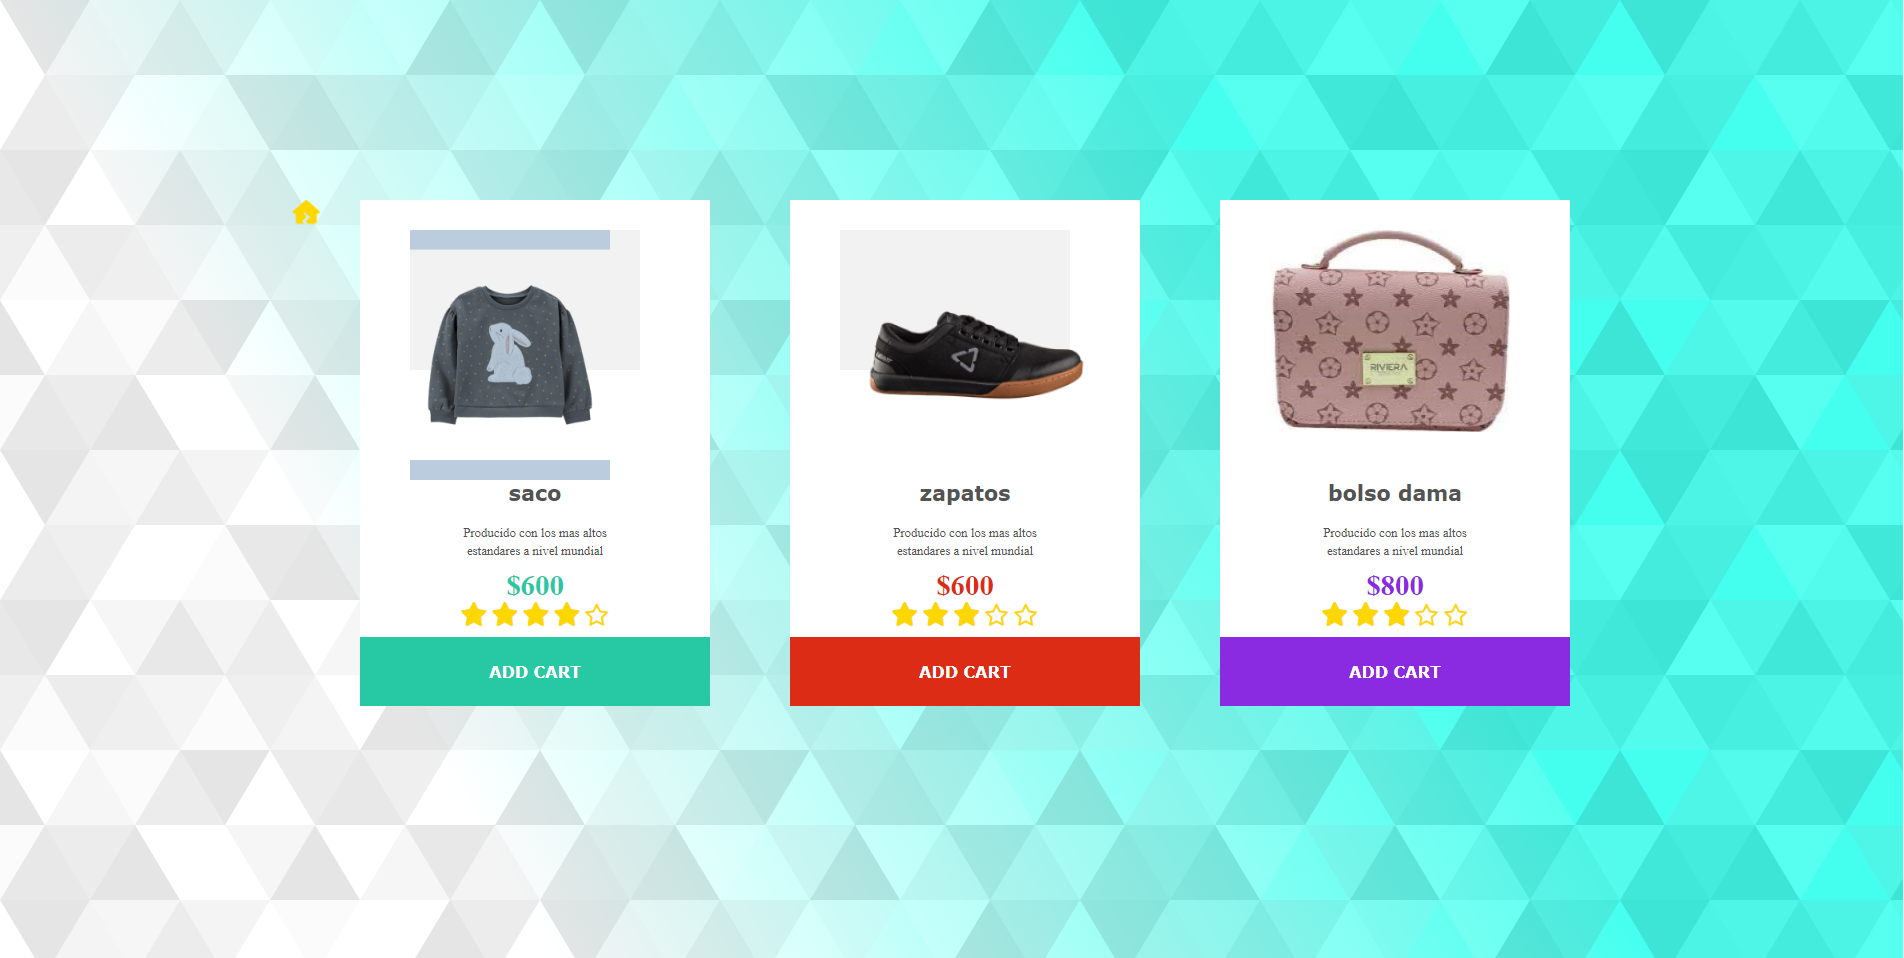 saco
Producido con los mas altos
estandares a nivel mundial
$600
ADD CART
zapatos
Producido con los mas altos
estandares a nivel mundial
$600
ADD CART
RIVIERA
bolso dama
Producido con los mas altos
estandares a nivel mundial
$800
ADD CART